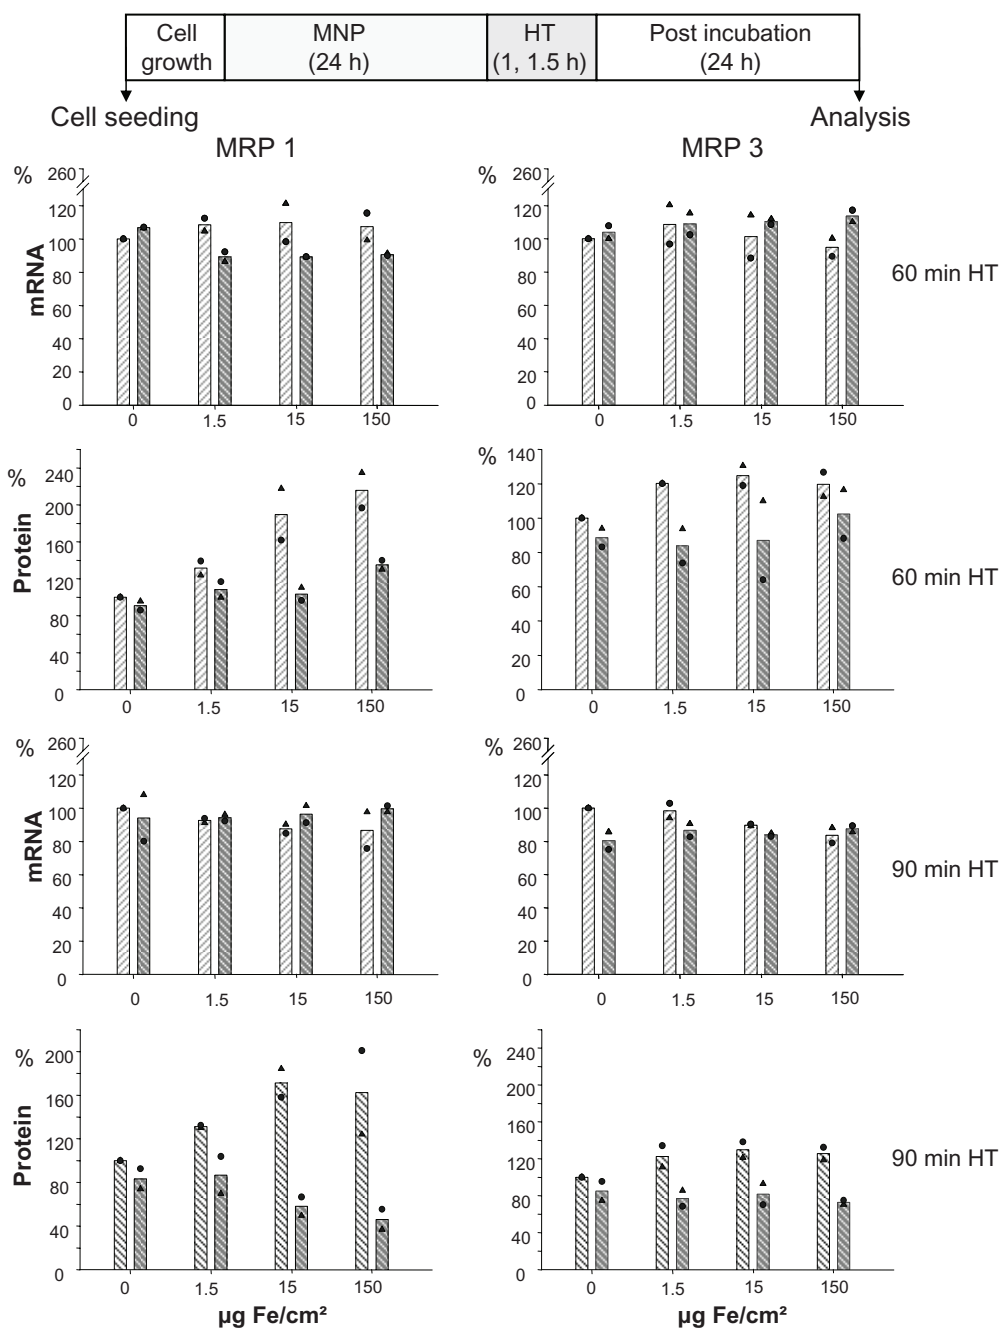 Cell growth
MNP (24 h)
HT (1, 1.5 h)
Post incubation (24 h)
Cell seeding
Analysis
MRP 1
MRP 3
%
mRNA
260
120
100
80
60
40
20
0
0 1.5 15 150
%
260
120
100
80
60
40
20
0
0 1.5 15 150
60 min HT
%
Protein
240
200
160
120
80
40
0
0 1.5 15 150
%
140
120
100
80
60
40
20
0
0 1.5 15 150
60 min HT
%
mRNA
260
120
100
80
60
40
20
0
0 1.5 15 150
%
260
120
100
80
60
40
20
0
0 1.5 15 150
90 min HT
%
Protein
200
160
120
80
40
0
0 1.5 15 150
µg Fe/cm²
%
240
200
160
120
80
40
0
0 1.5 15 150
µg Fe/cm²
90 min HT